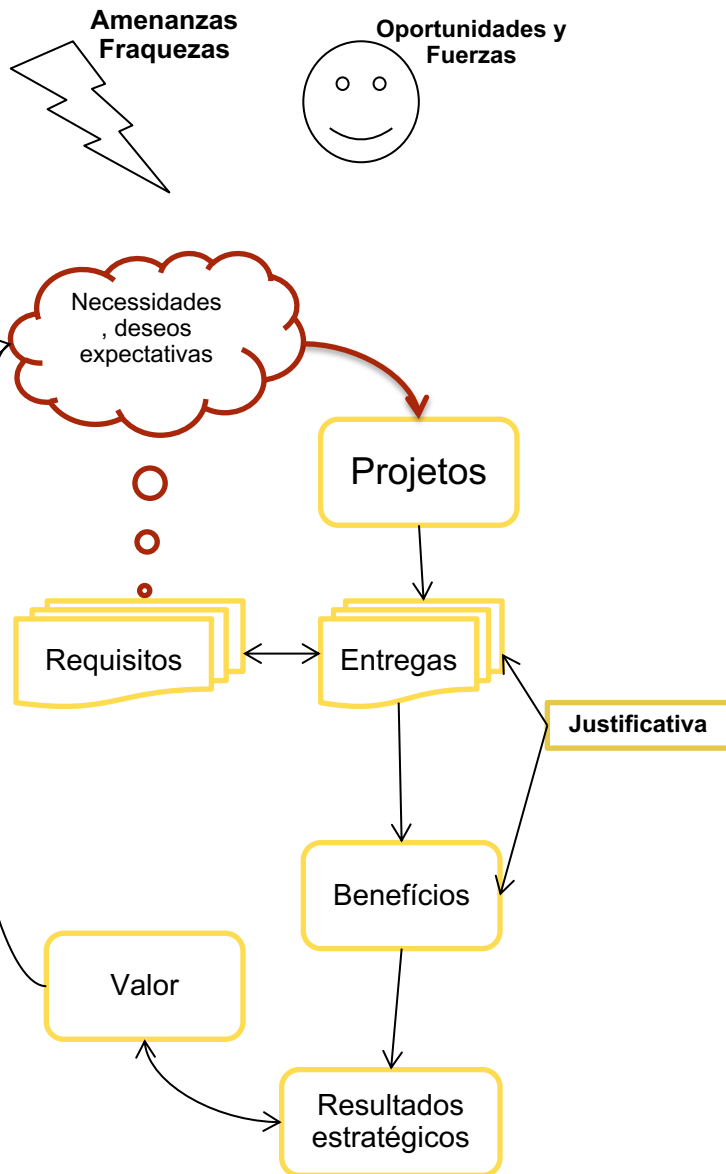 Amenanzas
Fraquezas
Oportunidades y
Fuerzas
Necessidades
, deseos
expectativas
Projetos
Requisitos
Entregas
Justificativa
Benefícios
Valor
Resultados
estratégicos